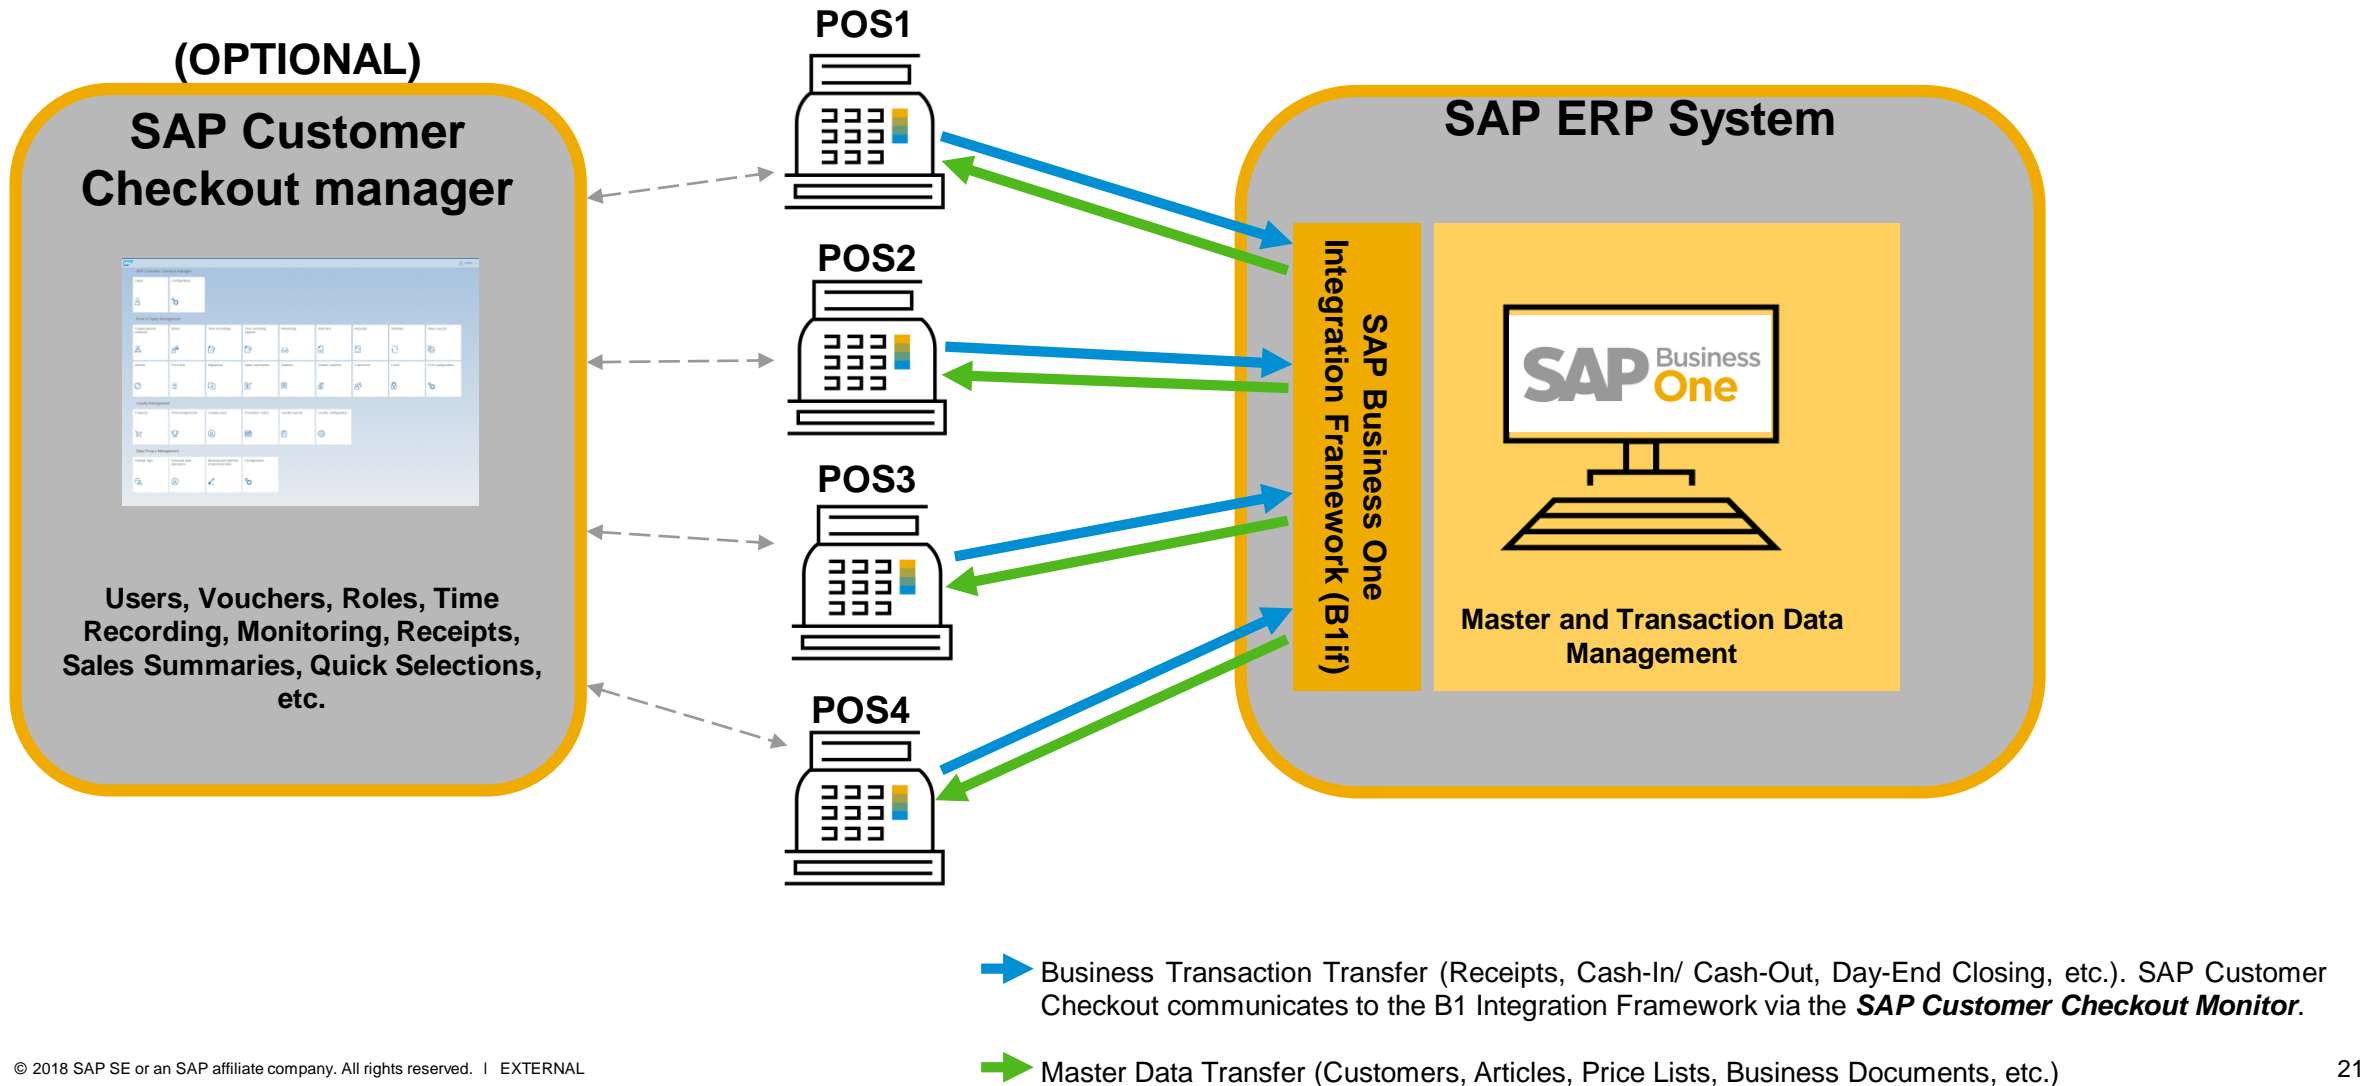 (OPTIONAL)
SAP Customer
Checkout manager
Users, Vouchers, Roles, Time
Recording, Monitoring, Receipts,
Sales Summaries, Quick Selections,
etc.
POS1
POS2
POS3
POS4
SAP ERP System
SAP Business One
Integration Framework (B1if)
SAP Business
One
Master and Transaction Data
Management
Business Transaction Transfer (Receipts, Cash-In/ Cash-Out, Day-End Closing, etc.). SAP Customer
Checkout communicates to the B1 Integration Framework via the SAP Customer Checkout Monitor.
Master Data Transfer (Customers, Articles, Price Lists, Business Documents, etc.)
© 2018 SAP SE or an SAP affiliate company. All rights reserved. ǀ EXTERNAL
21